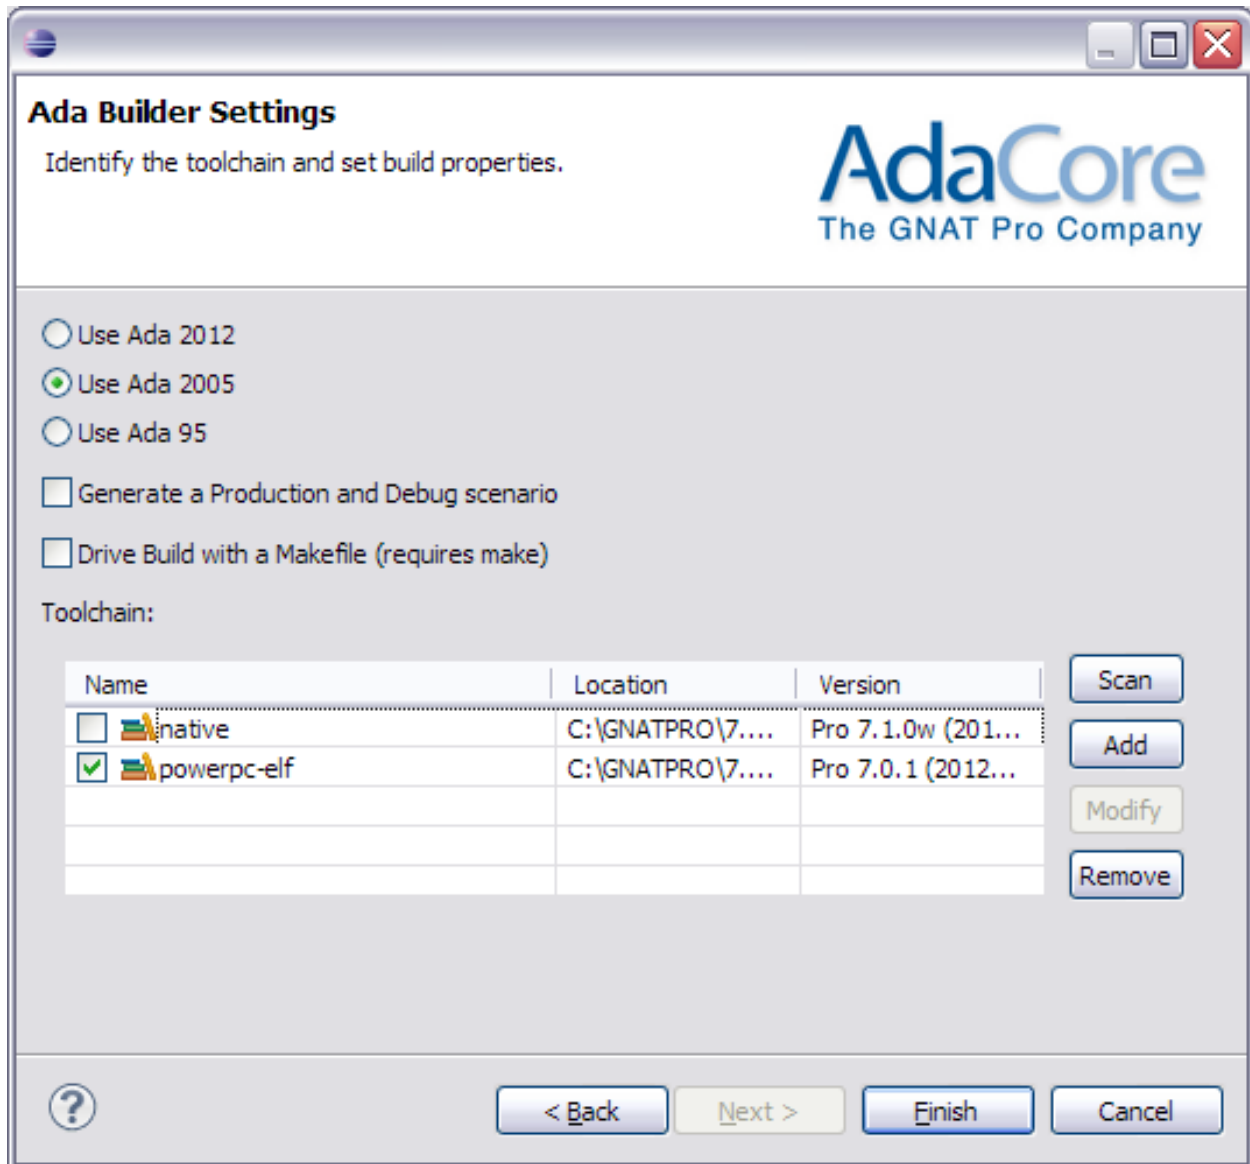 Ada Builder Settings
Identify the toolchain and set build properties.
AdaCore
The GNAT Pro Company
Use Ada 2012
Use Ada 2005
Use Ada 95
Generate a Production and Debug scenario
Drive Build with a Makefile (requires make)
Toolchain:
Name Location Version
native C:\GNATPRO\7.... Pro 7.1.0w (201...
powerpc-elf C:\GNATPRO\7.... Pro 7.0.1 (2012...
Scan
Add
Modify
Remove
? < Back Next > Finish Cancel